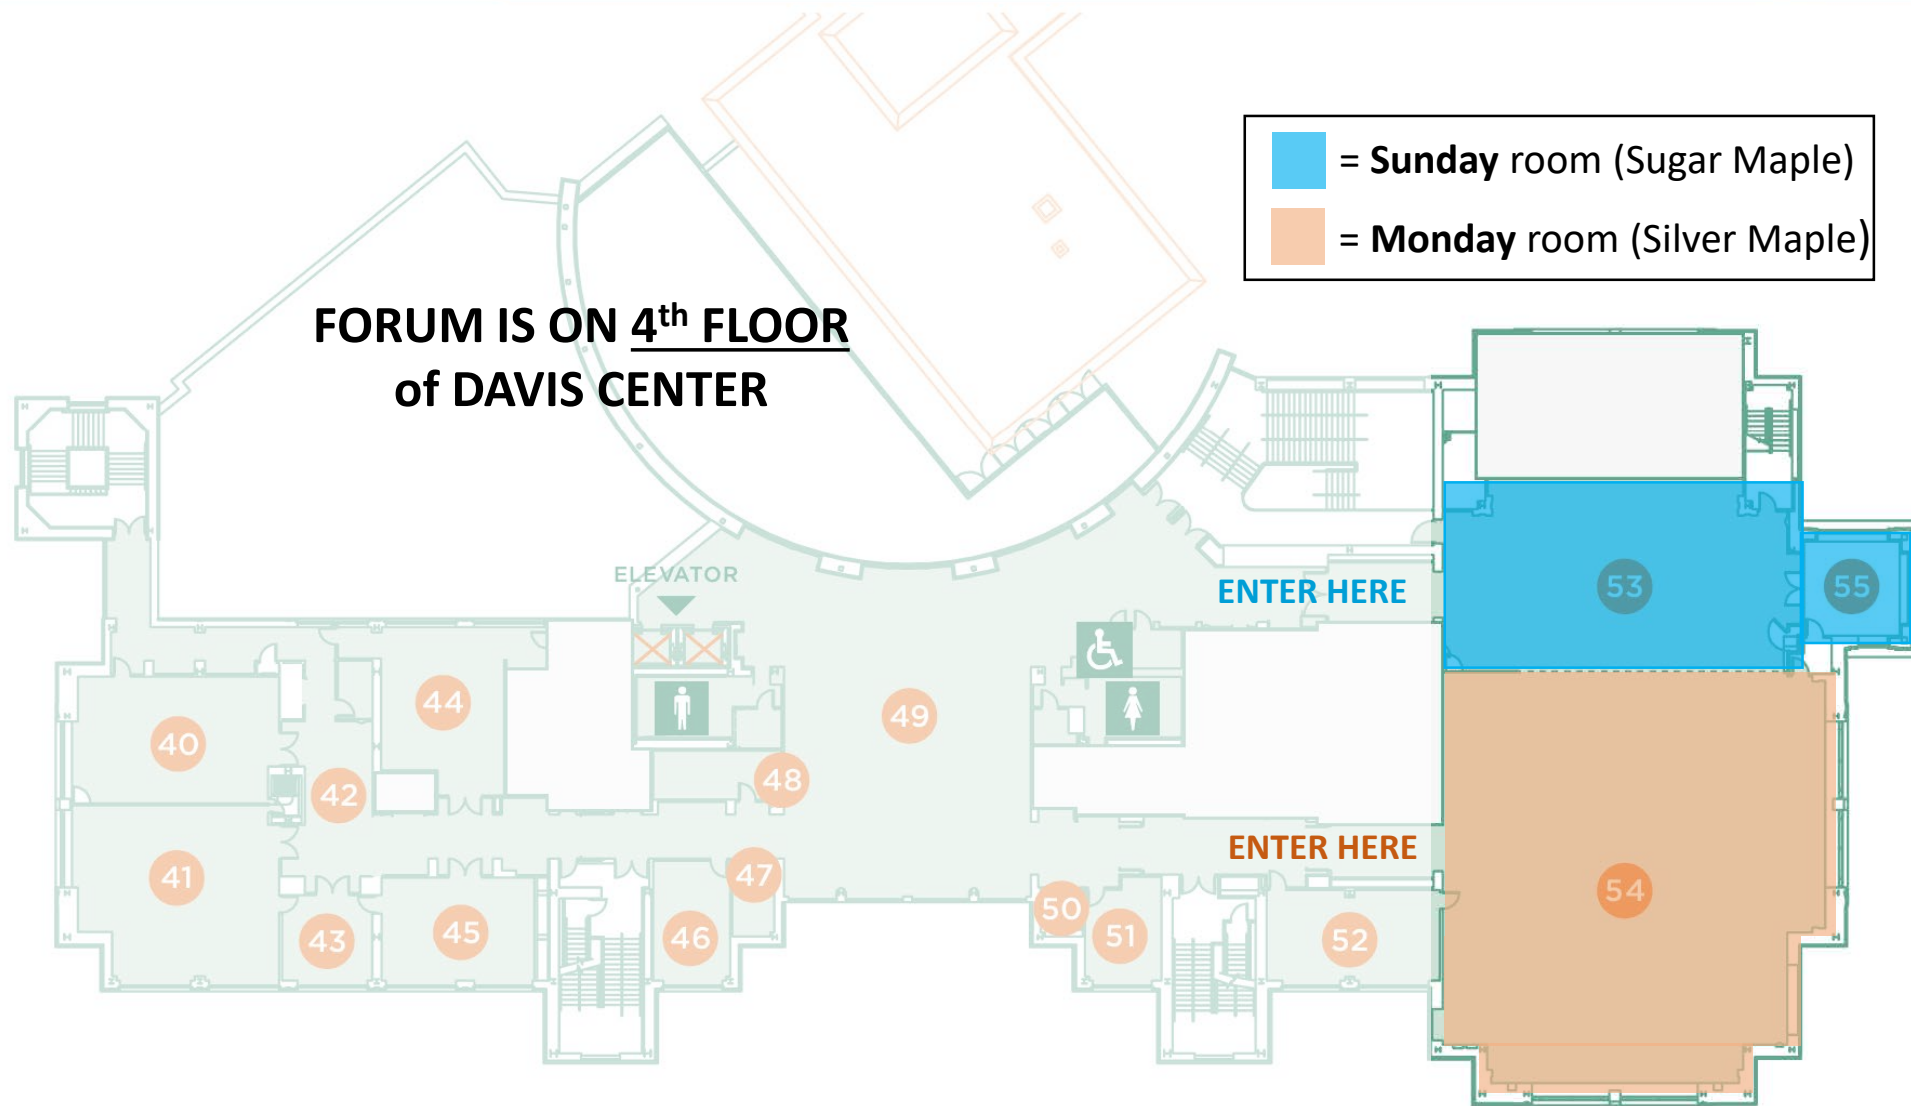 = Sunday room (Sugar Maple)
= Monday room (Silver Maple)
FORUM IS ON 4th FLOOR
of DAVIS CENTER
ELEVATOR
ENTER HERE
53
55
44
49
40
48
42
ENTER HERE
47
41
54
50
45
46
51
52
43